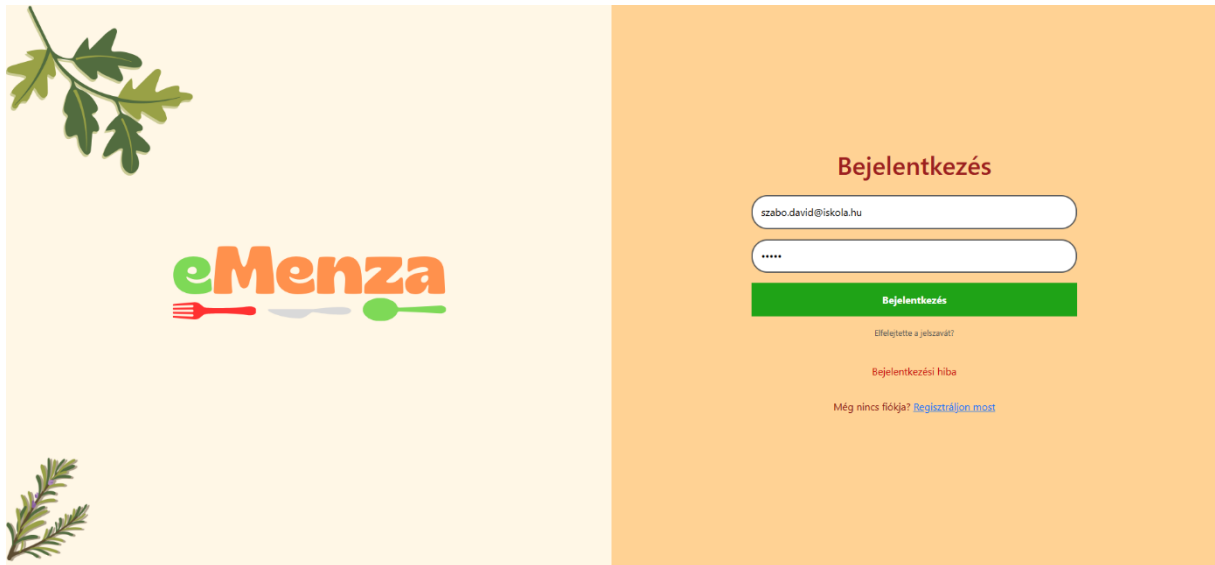 eMenza
Bejelentkezés
szabo.david@iskola.hu
•••••
Bejelentkezés
Elfelejtette a jelszavát?
Bejelentkezési hiba
Még nincs fiókja? Regisztráljon most